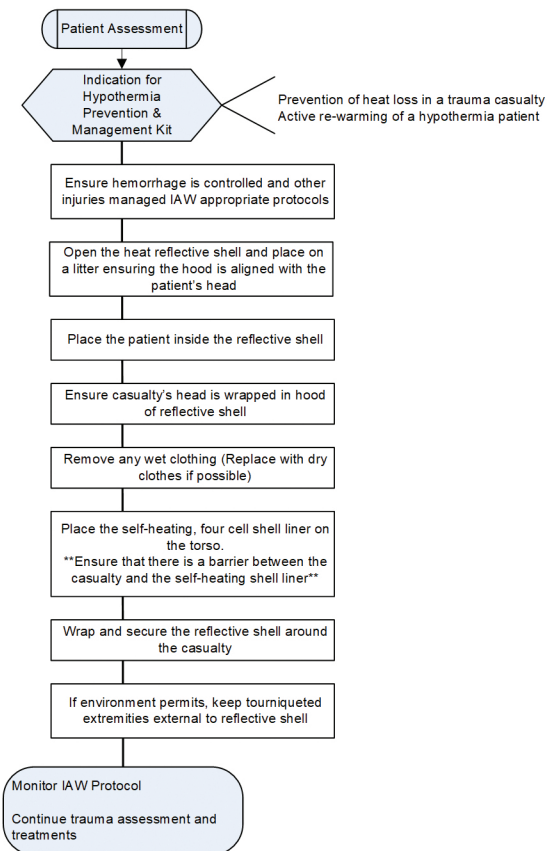 Patient Assessment
Indication for
Hypothermia
Prevention &
Management Kit
Prevention of heat loss in a trauma casualty
Active re-warming of a hypothermia patient
Ensure hemorrhage is controlled and other
injuries managed IAW appropriate protocols
Open the heat reflective shell and place on
a litter ensuring the hood is aligned with the
patient's head
Place the patient inside the reflective shell
Ensure casualty's head is wrapped in hood
of reflective shell
Remove any wet clothing (Replace with dry
clothes if possible)
Place the self-heating, four cell shell liner on
the torso.
**Ensure that there is a barrier between the
casualty and the self-heating shell liner**
Wrap and secure the reflective shell around
the casualty
If environment permits, keep tourniqueted
extremities external to reflective shell
Monitor IAW Protocol
Continue trauma assessment and
treatments